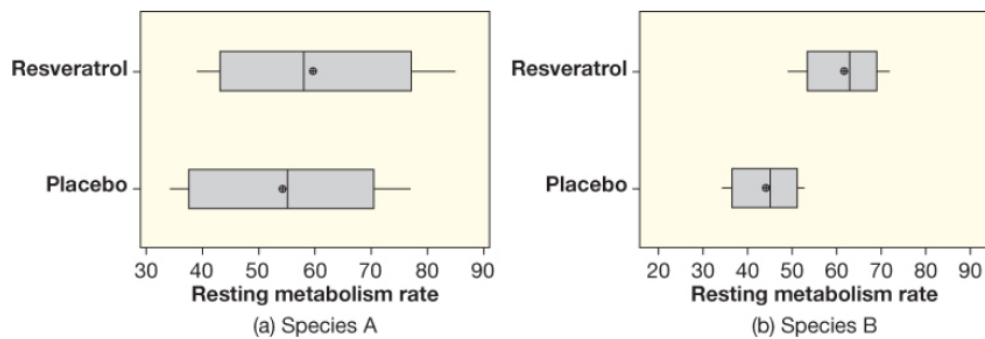 Resveratrol
Placebo
30 40 50 60 70 80 90
Resting metabolism rate
(a) Species A
Resveratrol
Placebo
20 30 40 50 60 70 80 90
Resting metabolism rate
(b) Species B